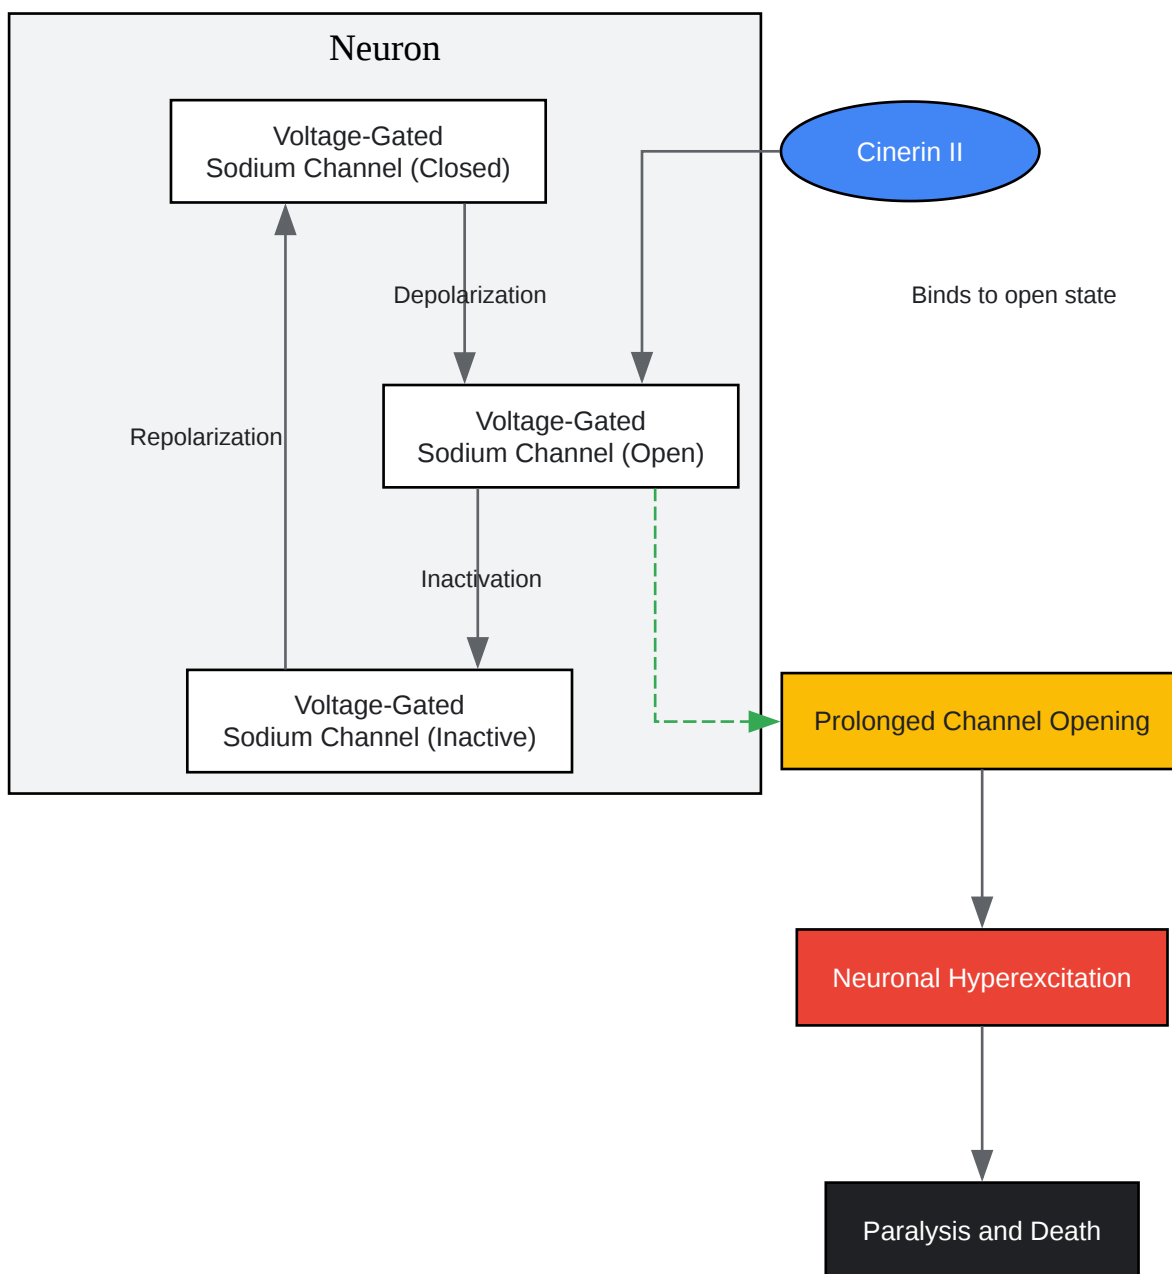 Neuron
Voltage-Gated
Sodium Channel (Closed)
Cinerin II
Depolarization
Binds to open state
Voltage-Gated
Sodium Channel (Open)
Repolarization
Inactivation
Voltage-Gated
Sodium Channel (Inactive)
Prolonged Channel Opening
Neuronal Hyperexcitation
Paralysis and Death